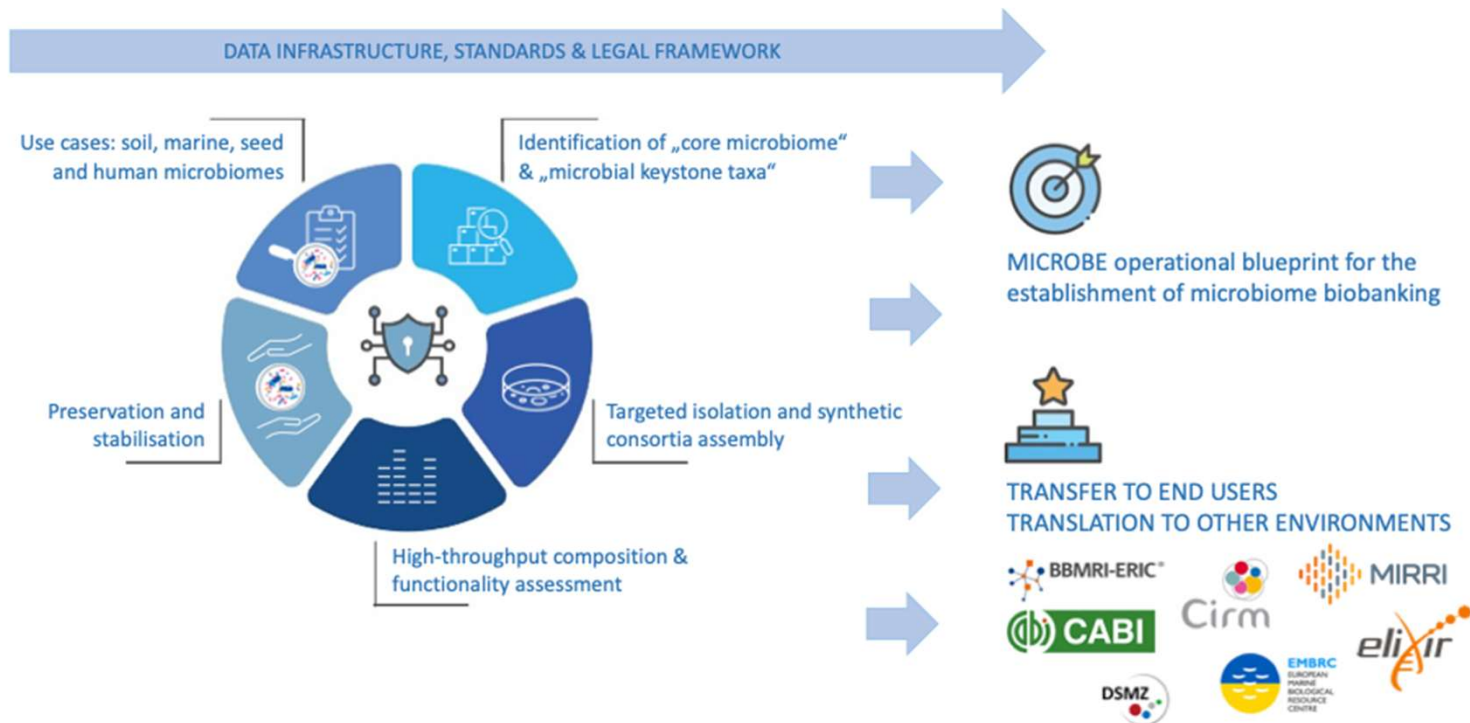 DATA INFRASTRUCTURE, STANDARDS & LEGAL FRAMEWORK
Use cases: soil, marine, seed
and human microbiomes
Identification of „core microbiome“
& „microbial keystone taxa“
Preservation and
stabilisation
Targeted isolation and synthetic
consortia assembly
High-throughput composition &
functionality assessment
MICROBE operational blueprint for the
establishment of microbiome biobanking
TRANSFER TO END USERS
TRANSLATION TO OTHER ENVIRONMENTS
BBMRI-ERIC®
Cirm
MIRRI
cabi CABI
elixir
DSMZ
EMBRC
EUROPEAN
MARINE
BIOLOGICAL
RESOURCE
CENTRE